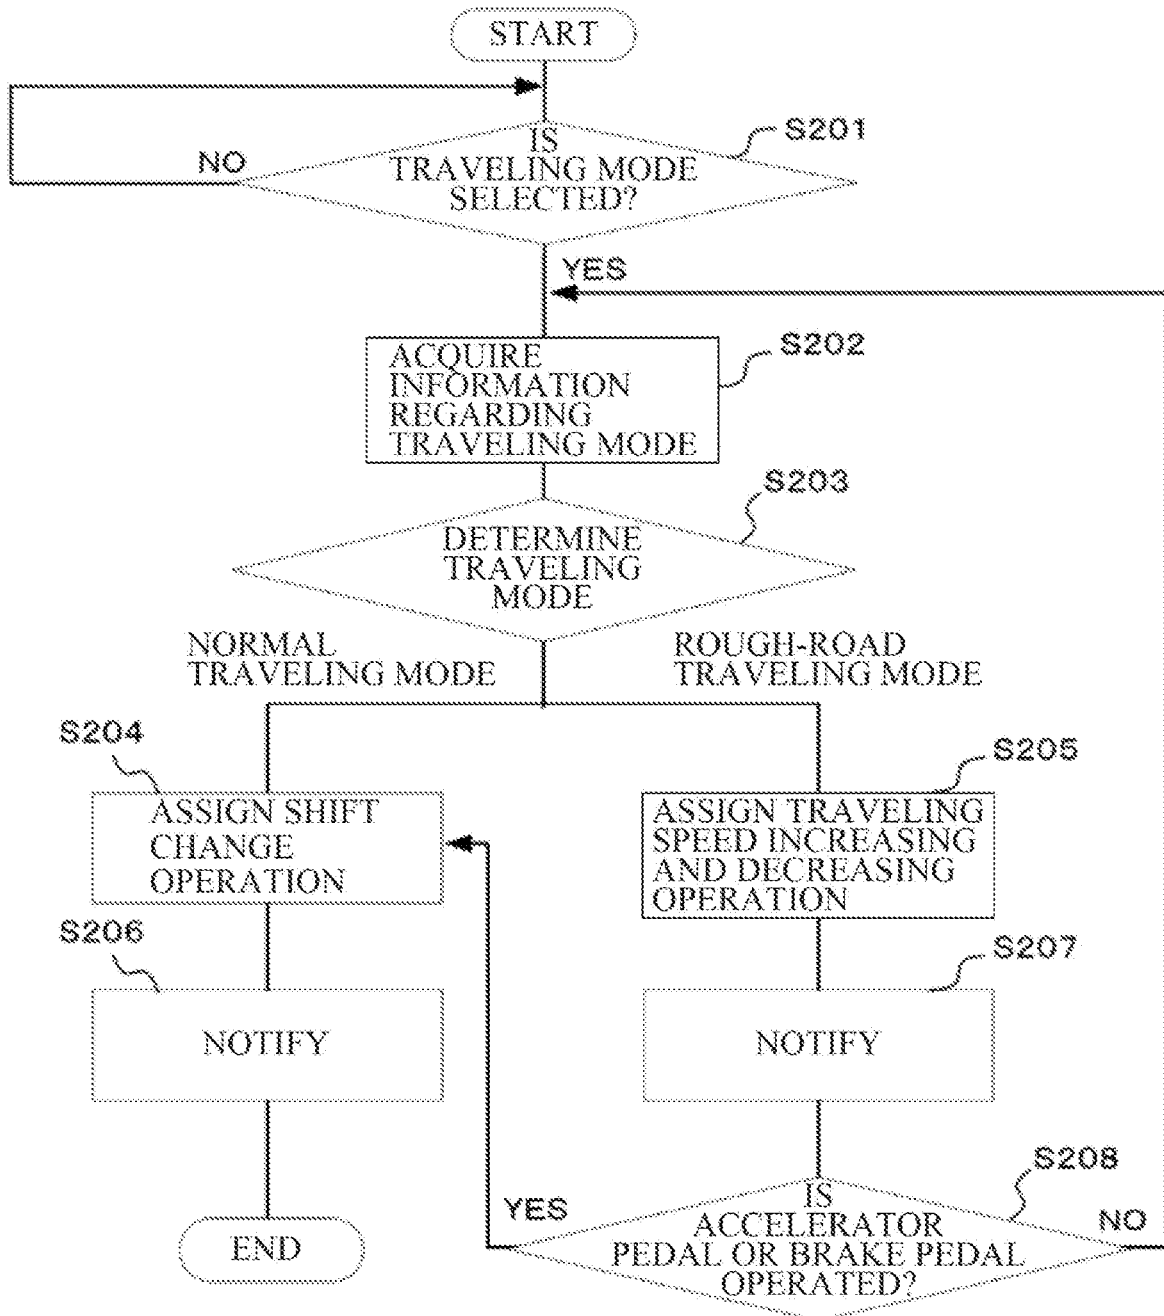 START
S201
IS
TRAVELING MODE
SELECTED?
NO
YES
S202
ACQUIRE
INFORMATION
REGARDING
TRAVELING MODE
S203
DETERMINE
TRAVELING
MODE
NORMAL
TRAVELING MODE
ROUGH-ROAD
TRAVELING MODE
S204
ASSIGN SHIFT
CHANGE
OPERATION
S205
ASSIGN TRAVELING
SPEED INCREASING
AND DECREASING
OPERATION
S206
NOTIFY
S207
NOTIFY
S208
IS
ACCELERATOR
PEDAL OR BRAKE PEDAL
OPERATED?
YES
NO
END